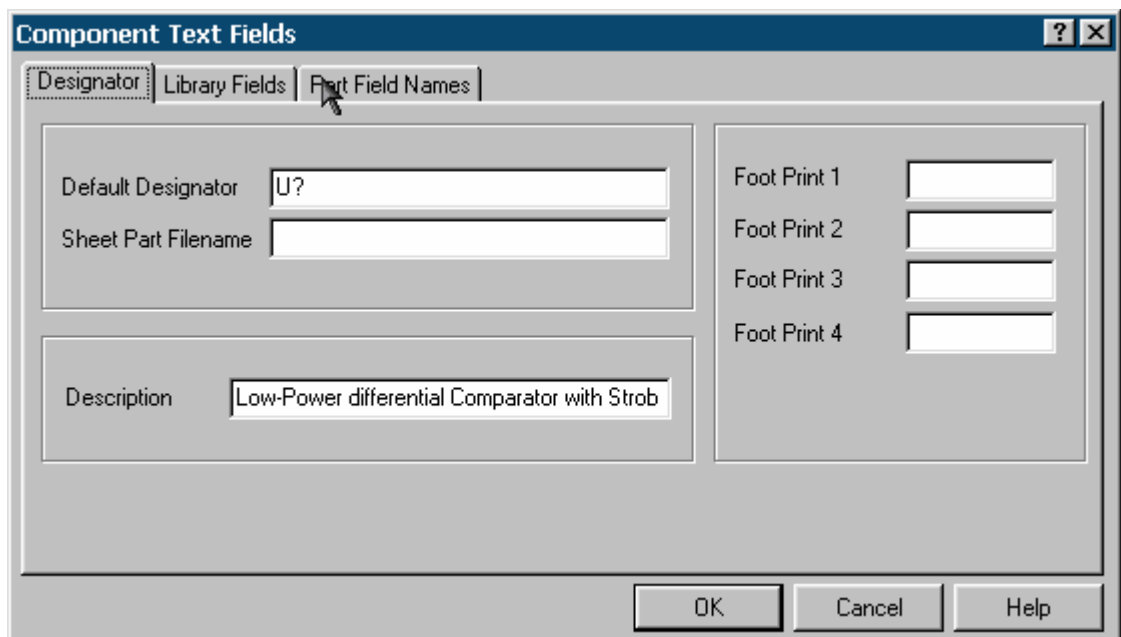 Component Text Fields
Designator Library Fields Part Field Names
Default Designator U?
Sheet Part Filename
Description Low-Power differential Comparator with Strob
Foot Print 1
Foot Print 2
Foot Print 3
Foot Print 4
OK Cancel Help